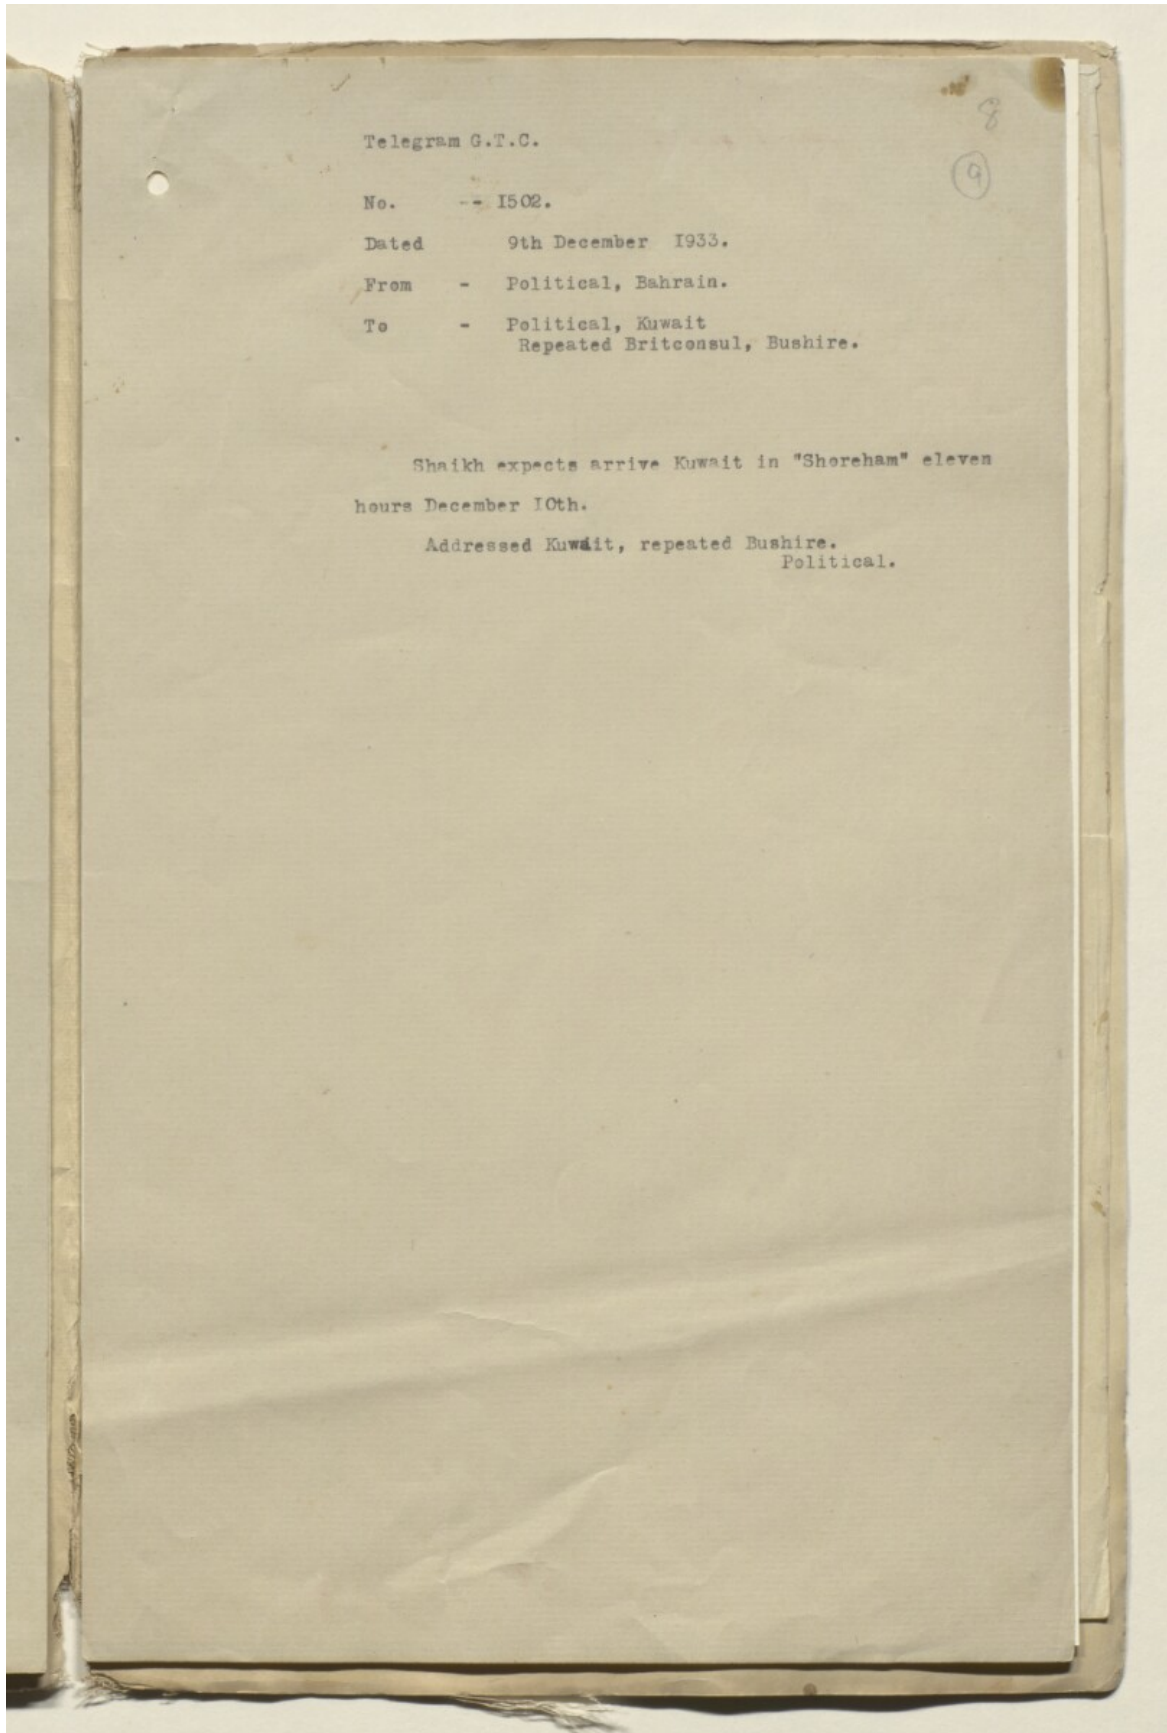 8
9
Telegram G.T.C.
No. -- I502.
Dated 9th December I933.
From - Political, Bahrain.
To - Political, Kuwait
Repeated Britconsul, Bushire.
Shaikh expects arrive Kuwait in "Shoreham" eleven
hours December IOth.
Addressed Kuwait, repeated Bushire.
Political.